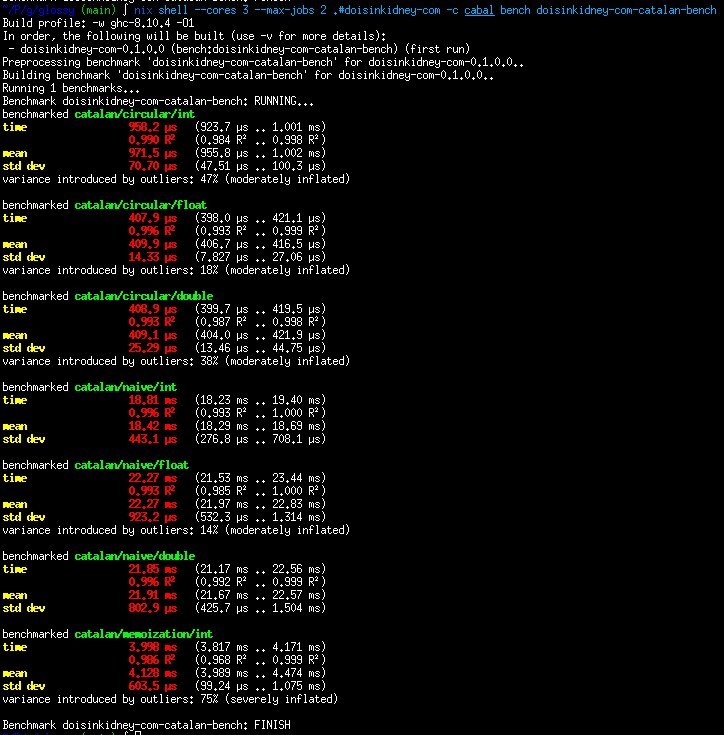 ~/P/g/glossy (main) | nix shell --cores 3 --max-jobs 2 .#doisinkidney-com -c cabal bench doisinkidney-com-catalan-bench
Build profile: -w ghc-8.10.4 -O1
In order, the following will be built (use -v for more details):
- doisinkidney-com-0.1.0.0 (bench:doisinkidney-com-catalan-bench) (first run)
Preprocessing benchmark 'doisinkidney-com-catalan-bench' for doisinkidney-com-0.1.0.0..
Building benchmark 'doisinkidney-com-catalan-bench' for doisinkidney-com-0.1.0.0..
Running 1 benchmarks...
Benchmark doisinkidney-com-catalan-bench: RUNNING...
benchmarked catalan/circular/int
time 958.2 μs (923.7 μs .. 1.001 ms)
0.990 R² (0.984 R² .. 0.998 R²)
mean 971.5 μs (955.8 μs .. 1.002 ms)
std dev 70.70 μs (47.51 μs .. 100.3 μs)
variance introduced by outliers: 47% (moderately inflated)
benchmarked catalan/circular/float
time 407.9 μs (398.0 μs .. 421.1 μs)
0.996 R² (0.993 R² .. 0.999 R²)
mean 409.9 μs (406.7 μs .. 416.5 μs)
std dev 14.33 μs (7.827 μs .. 27.06 μs)
variance introduced by outliers: 18% (moderately inflated)
benchmarked catalan/circular/double
time 408.9 μs (399.7 μs .. 419.5 μs)
0.993 R² (0.987 R² .. 0.998 R²)
mean 409.1 μs (404.0 μs .. 421.9 μs)
std dev 25.29 μs (13.46 μs .. 44.75 μs)
variance introduced by outliers: 38% (moderately inflated)
benchmarked catalan/naive/int
time 18.81 ms (18.23 ms .. 19.40 ms)
0.996 R² (0.993 R² .. 1.000 R²)
mean 18.42 ms (18.29 ms .. 18.69 ms)
std dev 443.1 μs (276.8 μs .. 708.1 μs)
benchmarked catalan/naive/float
time 22.27 ms (21.53 ms .. 23.44 ms)
0.993 R² (0.985 R² .. 1.000 R²)
mean 22.27 ms (21.97 ms .. 22.83 ms)
std dev 923.2 μs (532.3 μs .. 1.314 ms)
variance introduced by outliers: 14% (moderately inflated)
benchmarked catalan/naive/double
time 21.85 ms (21.17 ms .. 22.56 ms)
0.996 R² (0.992 R² .. 0.999 R²)
mean 21.91 ms (21.67 ms .. 22.57 ms)
std dev 802.9 μs (425.7 μs .. 1.504 ms)
benchmarked catalan/memoization/int
time 3.998 ms (3.817 ms .. 4.171 ms)
0.986 R² (0.968 R² .. 0.999 R²)
mean 4.128 ms (3.989 ms .. 4.474 ms)
std dev 603.5 μs (99.24 μs .. 1.075 ms)
variance introduced by outliers: 75% (severely inflated)
Benchmark doisinkidney-com-catalan-bench: FINISH